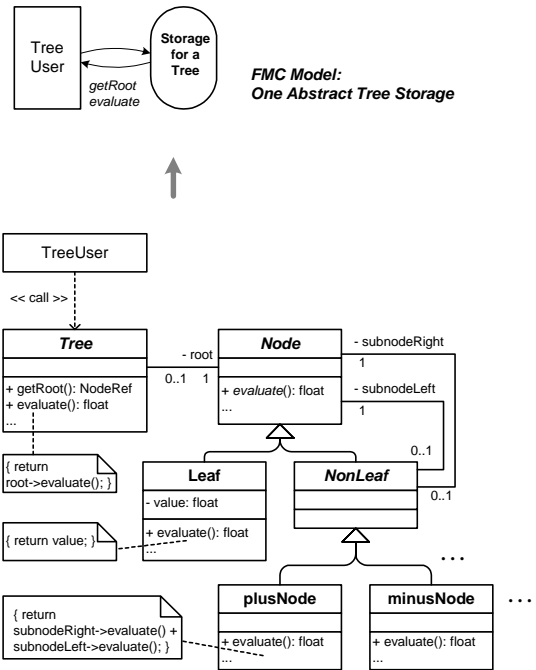 Tree
User
Storage
for a
Tree
getRoot
evaluate
FMC Model:
One Abstract Tree Storage
TreeUser
<< call >>
Tree
+ getRoot(): NodeRef
+ evaluate(): float
...
- root
0..1 1
Node
+ evaluate(): float
...
- subnodeRight
1
- subnodeLeft
1
0..1
0..1
{ return
root->evaluate(); }
Leaf
- value: float
+ evaluate(): float
...
NonLeaf
{ return value; }
...
plusNode
+ evaluate(): float
...
minusNode
+ evaluate(): float
...
...
{ return
subnodeRight->evaluate() +
subnodeLeft->evaluate(); }